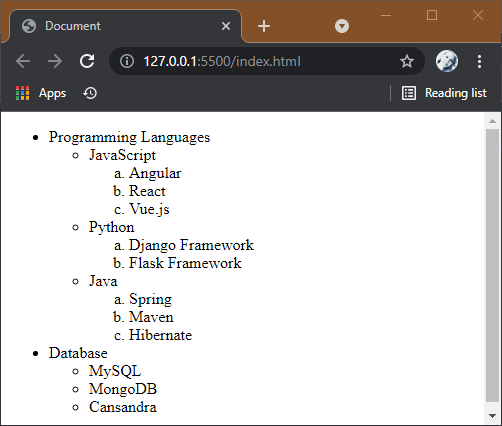 Document
127.0.0.1:5500/index.html
Apps
Reading list
• Programming Languages
◦ JavaScript
a. Angular
b. React
c. Vue.js
◦ Python
a. Django Framework
b. Flask Framework
◦ Java
a. Spring
b. Maven
c. Hibernate
• Database
◦ MySQL
◦ MongoDB
◦ Cansandra